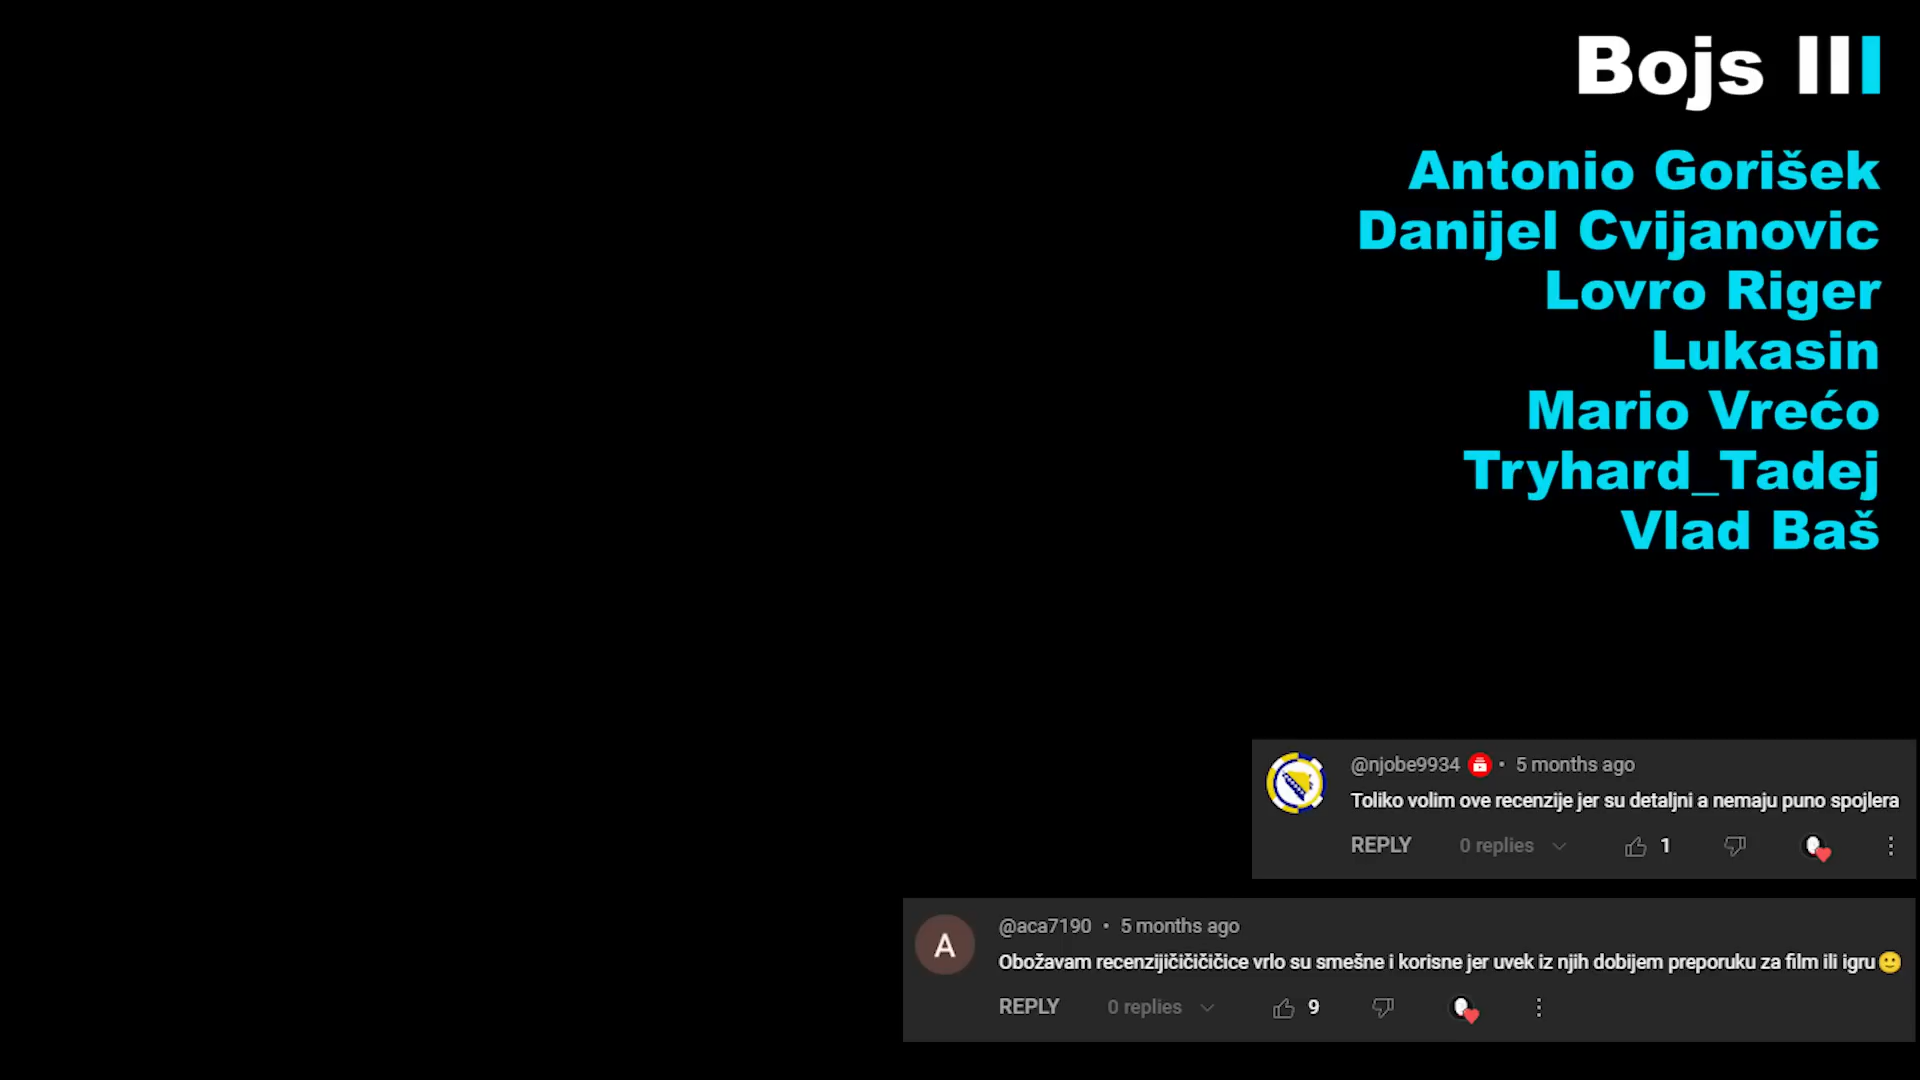 Bojs III
Antonio Gorišek
Danijel Cvijanovic
Lovro Riger
Lukasin
Mario Vrećo
Tryhard_Tadej
Vlad Baš
@njobe9934 • 5 months ago
Toliko volim ove recenzije jer su detaljni a nemaju puno spojlera
REPLY 0 replies 1
A @aca7190 • 5 months ago
Obožavam recenzijičičičičice vrlo su smešne i korisne jer uvek iz njih dobijem preporuku za film ili igru🙂
REPLY 0 replies 9